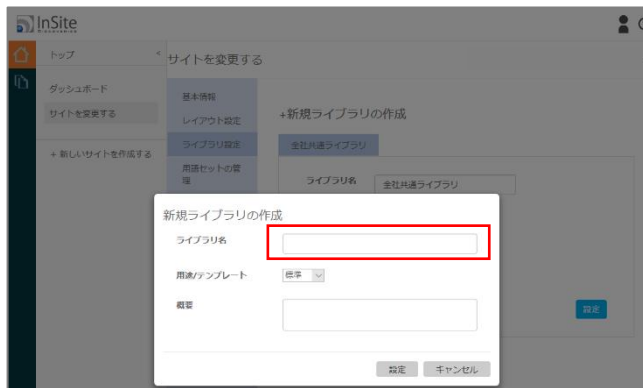 InSite
トップ
サイトを変更する
ダッシュボード
サイトを変更する
+ 新しいサイトを作成する
基本情報
レイアウト設定
ライブラリ設定
用語セットの管
理
+新規ライブラリの作成
全社共通ライブラリ
ライブラリ名
全社共通ライブラリ
設定
新規ライブラリの作成
ライブラリ名
用途/テンプレート
標準
概要
設定
キャンセル